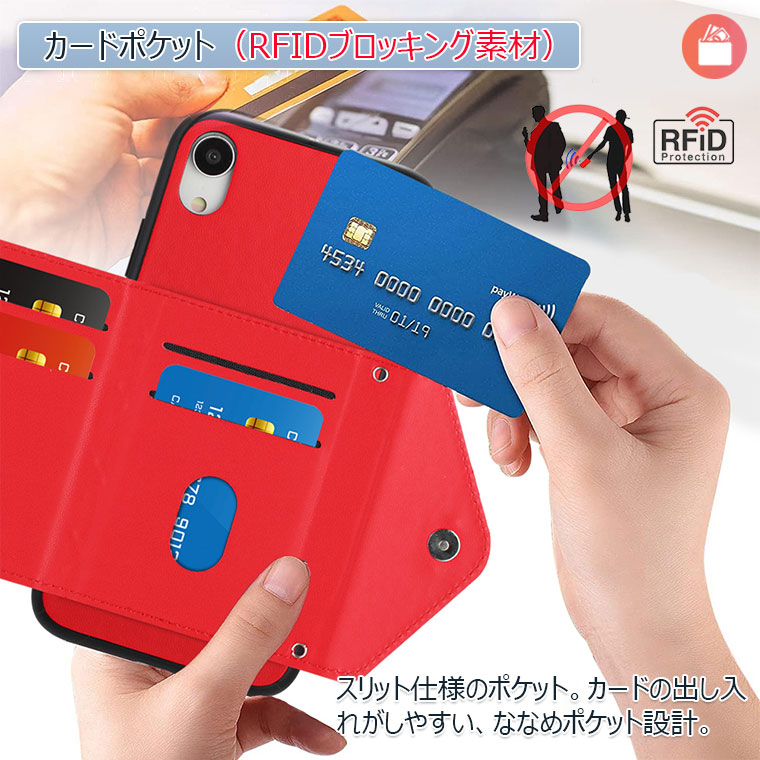 カードポケット（RFIDブロッキング素材）
RFiD
Protection
4534 0000 0000 0
VALID
THRU
01/19
スリット仕様のポケット。カードの出し入
れがしやすい、ななめポケット設計。